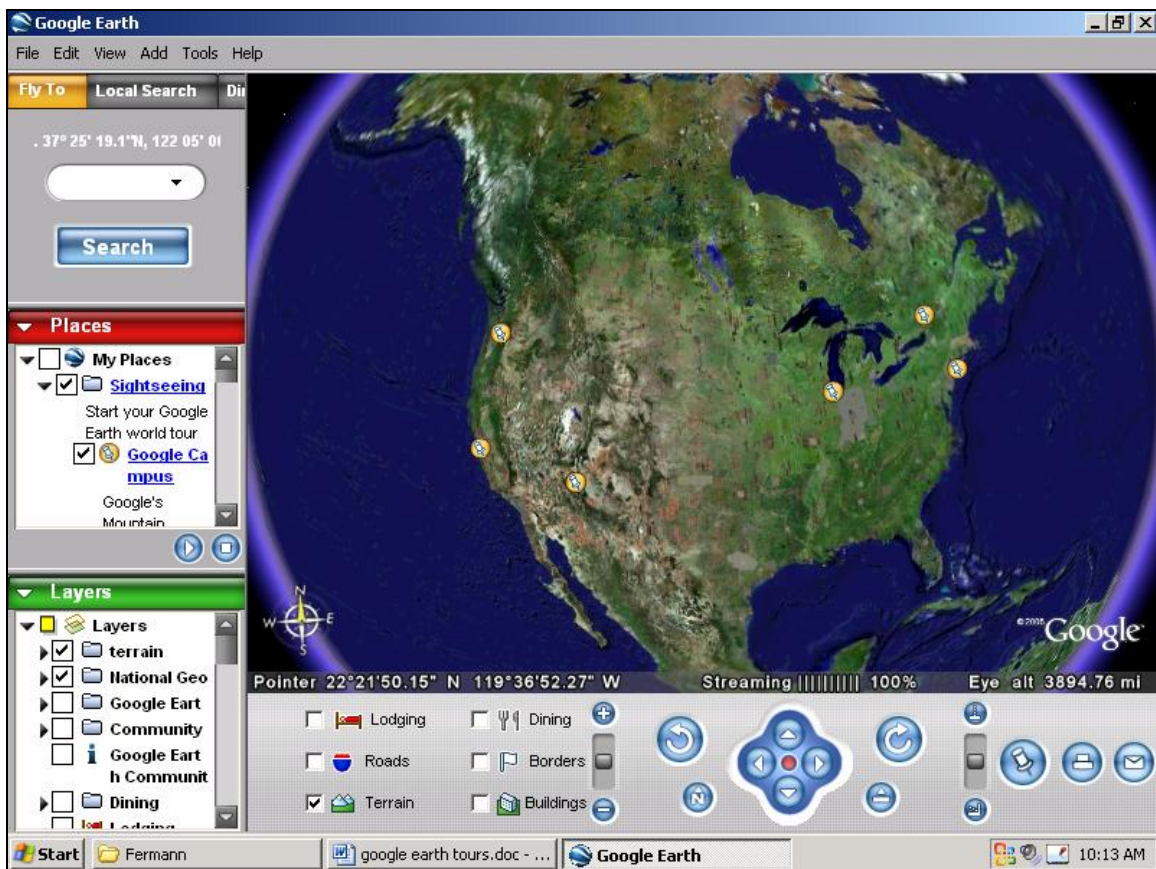 Google Earth
File Edit View Add Tools Help
Fly To Local Search Dir
. 37° 25' 19.1"N, 122 05' 0
Search
Places
My Places
Sightseeing
Start your Google
Earth world tour
Google Ca
mpus
Google's
Mountain
Layers
Layers
terrain
National Geo
Google Eart
Community
Google Eart
h Communit
Dining
Lodging
N
W E
S
©2005 Google
Pointer 22°21'50.15" N 119°36'52.27" W Streaming |||||||||| 100% Eye alt 3894.76 mi
Lodging Dining
Roads Borders
Terrain Buildings
N
Start Fermann google earth tours.doc - ... Google Earth 10:13 AM